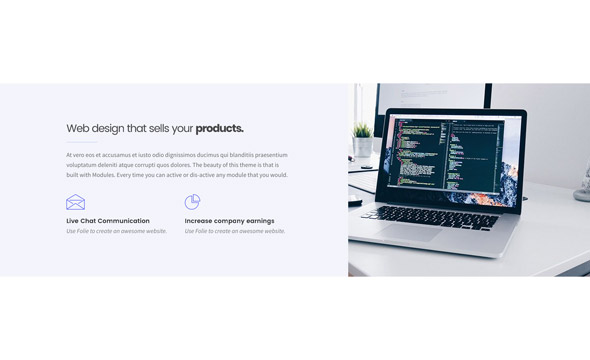 Web design that sells your products.
At vero eos et accusamus et iusto odio dignissimos ducimus qui blanditiis praesentium
voluptatum deleniti atque corrupti quos dolores. The beauty of this theme is that is
built with Modules. Every time you can active or dis-active any module that you would.
Live Chat Communication
Increase company earnings
Use Folie to create an awesome website.
Use Folie to create an awesome website.